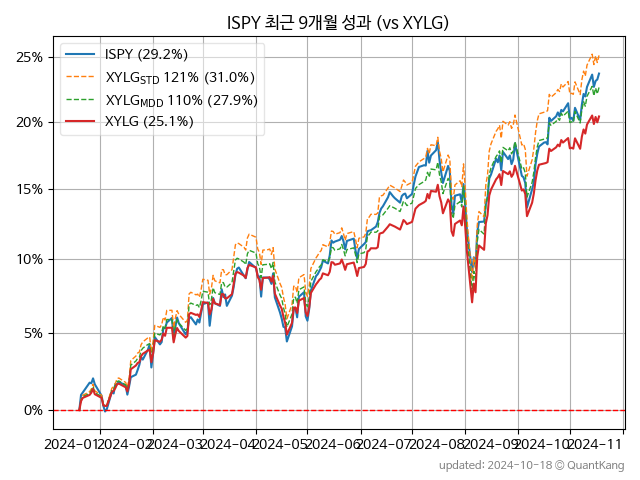 ISPY 최근 9개월 성과 (vs XYLG)
ISPY (29.2%)
XYLG_STD 121% (31.0%)
XYLG_MDD 110% (27.9%)
XYLG (25.1%)
25%
20%
15%
10%
5%
0%
2024-01 2024-02 2024-03 2024-04 2024-05 2024-06 2024-07 2024-08 2024-09 2024-10 2024-11
updated: 2024-10-18 © QuantKang